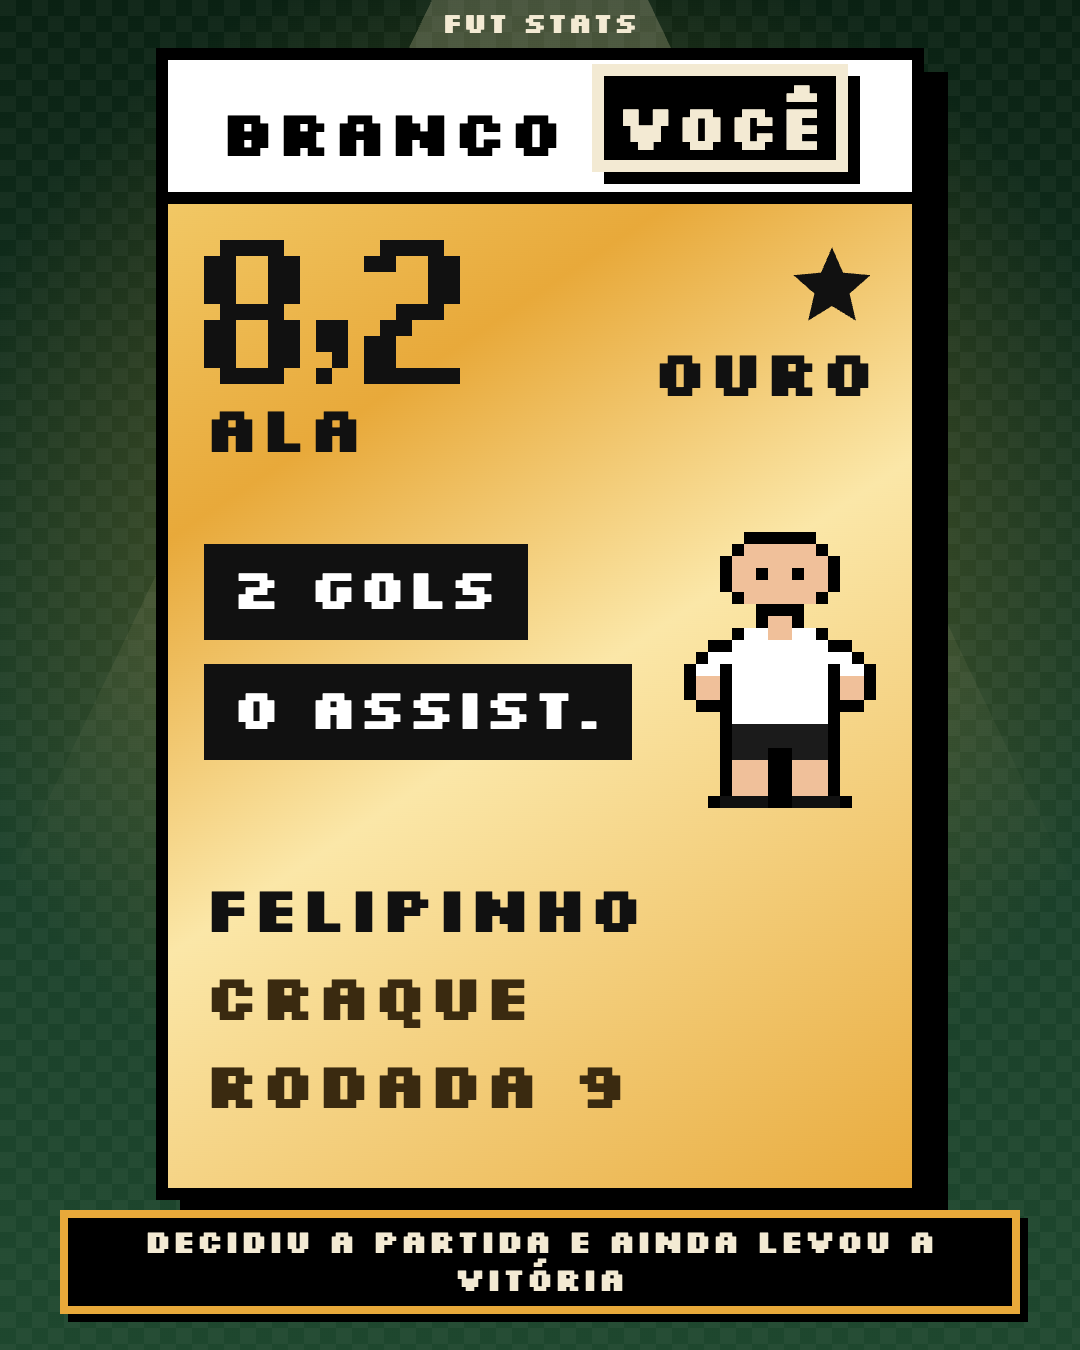 FUT STATS
BRANCO VOCÊ
8,2
OURO
ALA
2 GOLS
0 ASSIST.
FELIPINHO
CRAQUE
RODADA 9
DECIDIU A PARTIDA E AINDA LEVOU A
VITÓRIA